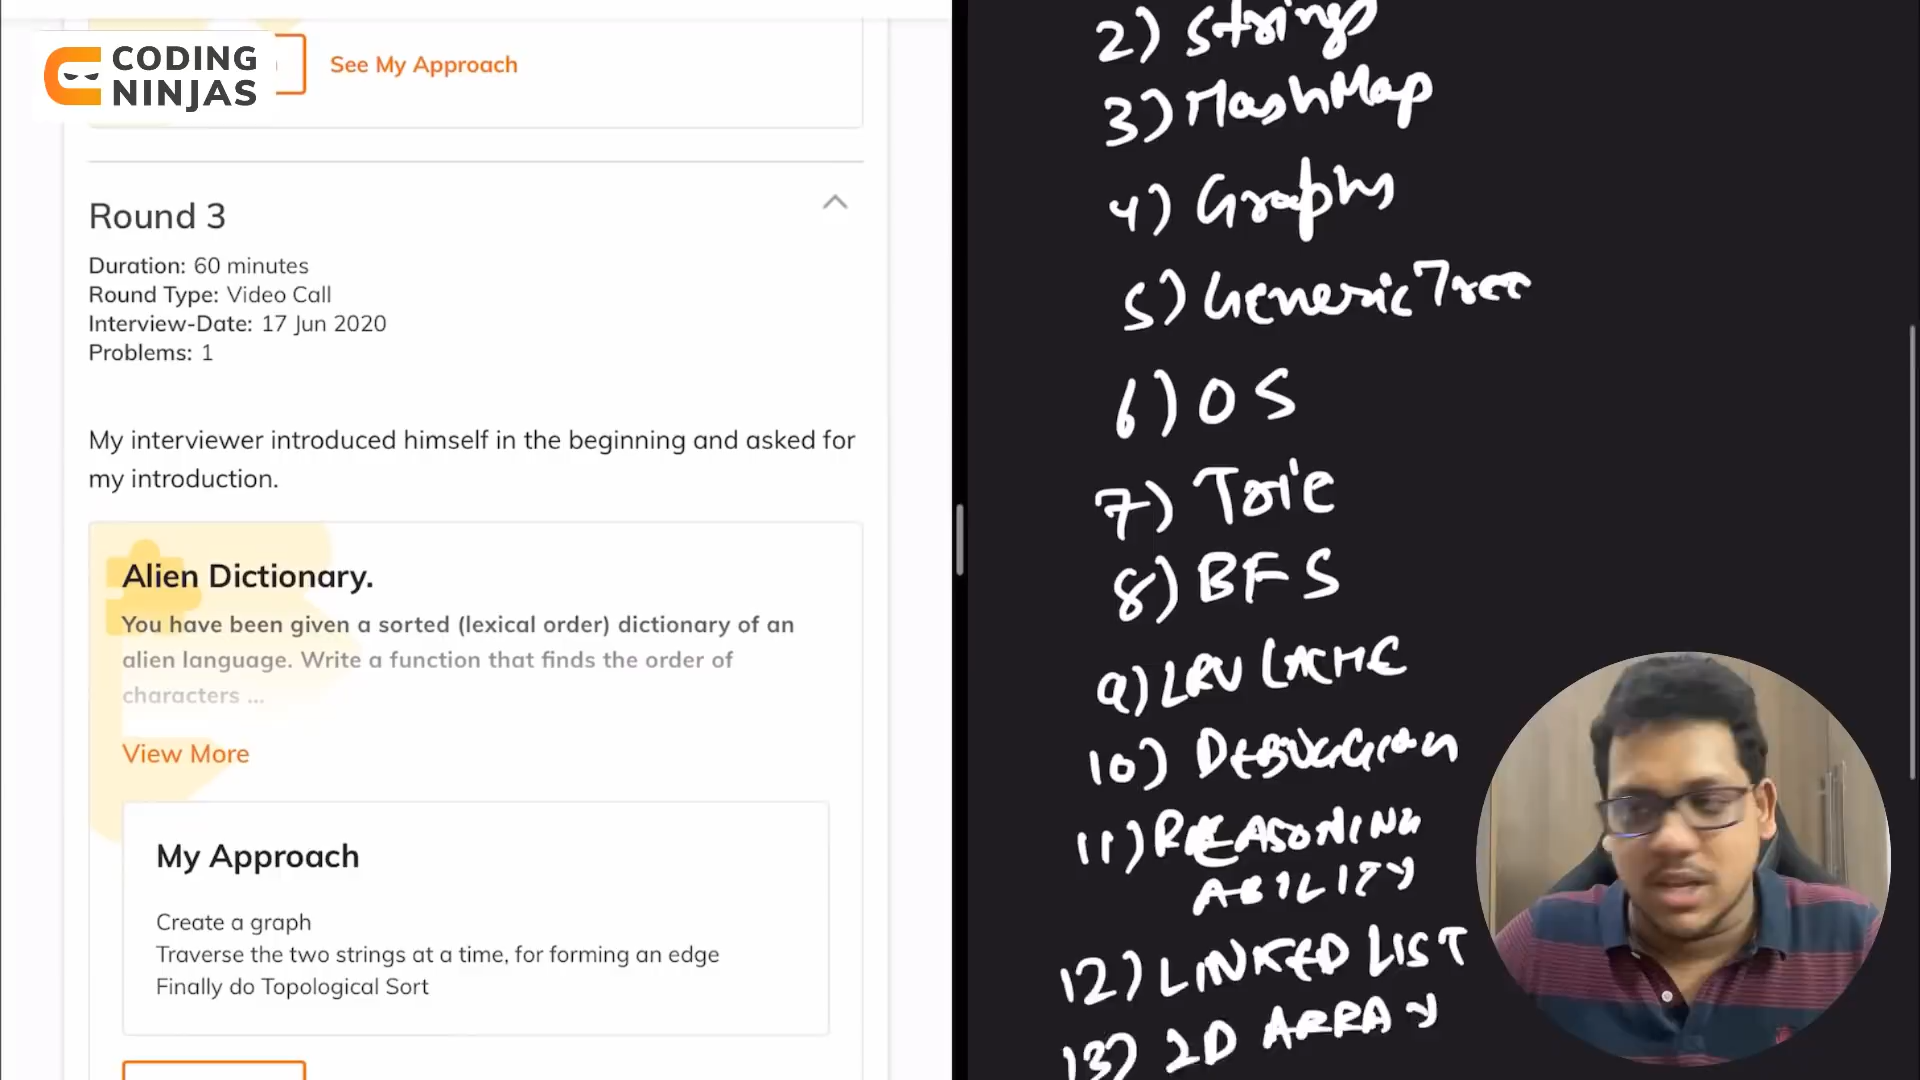 CODING
NINJAS
See My Approach
Round 3
Duration: 60 minutes
Round Type: Video Call
Interview-Date: 17 Jun 2020
Problems: 1
My interviewer introduced himself in the beginning and asked for
my introduction.
Alien Dictionary.
You have been given a sorted (lexical order) dictionary of an
alien language. Write a function that finds the order of
characters ...
View More
My Approach
Create a graph
Traverse the two strings at a time, for forming an edge
Finally do Topological Sort
2) Strings
3) HashMap
4) Graphs
5) Generic Tree
6) OS
7) Trie
8) BFS
9) LRU CACHE
10)
11) REASONING
ABILITY
12) LINKED LIST
13) 2D ARRAY